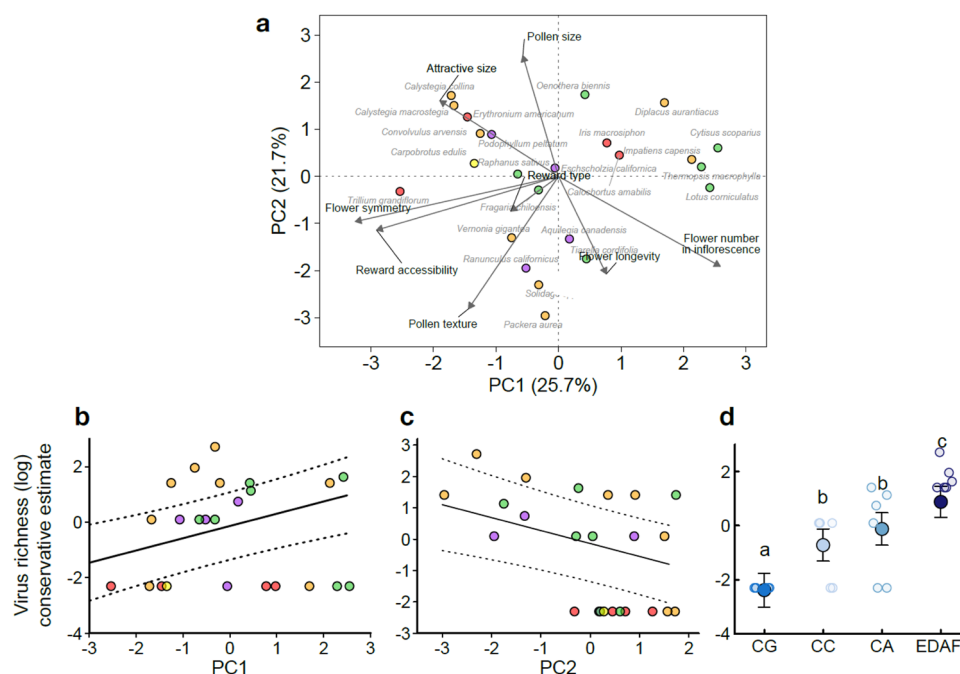 a
3
2
1
0
-1
-2
-3
PC2 (21.7%)
Pollen size
Attractive size
Calystegia collina
Oenothera biennis
Calystegia macrostegia
Erythronium americanum
Diplacus aurantiacus
Convolvulus arvensis
Podophyum peltatum
Iris macrosiphon
Cytisus scoparius
Carpobrotus edulis
Impatiens capensis
Raphanus sativus
Eschscholzia californica
Thermopsis macrophylla
Reward type
Calochortus amabilis
Lotus corniculatus
Trillium grandiflorum
Flower symmetry
Fragaria chiloensis
Vernonia gigantea
Aquilegia canadensis
Flower number
in inflorescence
Reward accessibility
Ranunculus californicus
Tiarella cordifolia
Flower longevity
Solidag
Pollen texture
Packera aurea
-3
-2
-1
0
1
2
3
PC1 (25.7%)
b
Virus richness (log)
conservative estimate
4
2
0
-2
-4
-3
-2
-1
0
1
2
3
PC1
c
3
2
1
0
-1
-2
-3
-4
-2
0
2
PC2
d
2
0
-2
-4
a
b
b
c
CG
CC
CA
EDAF